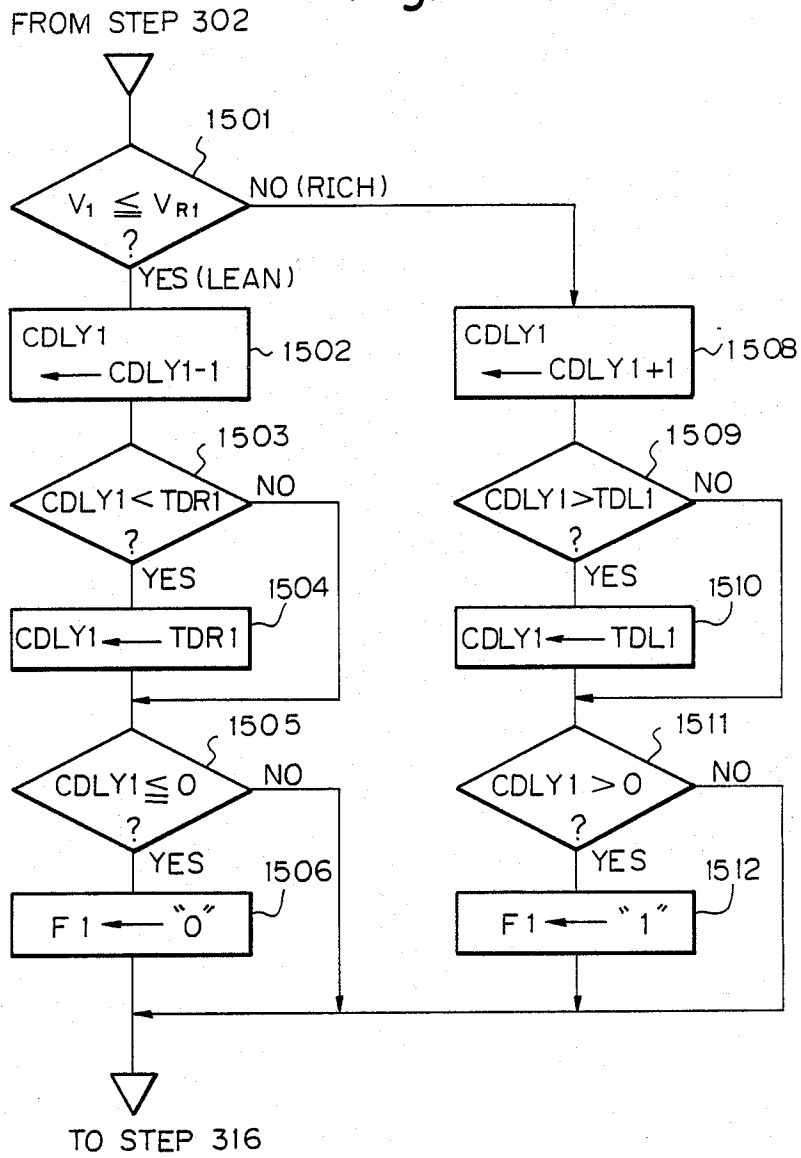 FROM STEP 302
1501
V1 ≦ VR1
?
NO (RICH)
YES (LEAN)
CDLY1
← CDLY1-1
1502
1503
CDLY1 < TDR1
?
NO
YES
1504
CDLY1 ← TDR1
1505
CDLY1 ≦ 0
?
NO
YES
1506
F1 ← "0"
CDLY1
← CDLY1+1
1508
1509
CDLY1 > TDL1
?
NO
YES
1510
CDLY1 ← TDL1
1511
CDLY1 > 0
?
NO
YES
1512
F1 ← "1"
TO STEP 316